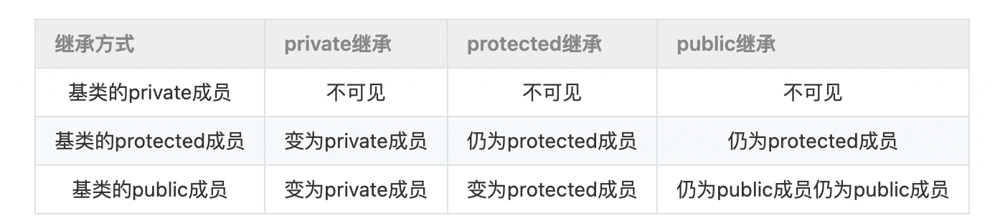 继承方式 private继承 protected继承 public继承
基类的private成员 不可见 不可见 不可见
基类的protected成员 变为private成员 仍为protected成员 仍为protected成员
基类的public成员 变为private成员 变为protected成员 仍为public成员仍为public成员